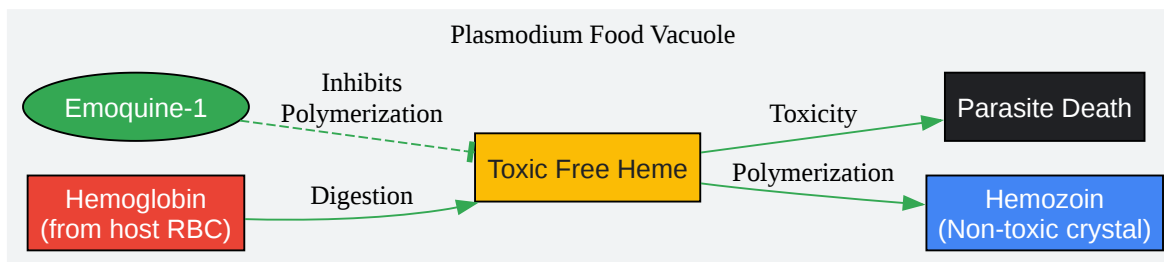 Plasmodium Food Vacuole
Emoquine-1
Inhibits
Polymerization
Hemoglobin
(from host RBC)
Digestion
Toxic Free Heme
Toxicity
Parasite Death
Polymerization
Hemozoin
(Non-toxic crystal)